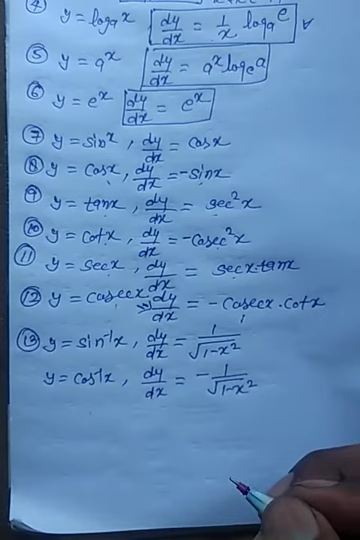 ④ y = logₐx dy/dx = 1/x logₐe
⑤ y = aˣ dy/dx = aˣ logₑa
⑥ y = eˣ dy/dx = eˣ
⑦ y = sinx, dy/dx = cosx
⑧ y = cosx, dy/dx = -sinx
⑨ y = tanx, dy/dx = sec²x
⑩ y = cotx, dy/dx = -cosec²x
⑪ y = secx, dy/dx = secx·tanx
⑫ y = cosecx dy/dx = -cosecx·cotx
⑬ y = sin⁻¹x, dy/dx = 1/√(1-x²)
y = cos⁻¹x, dy/dx = -1/√(1-x²)